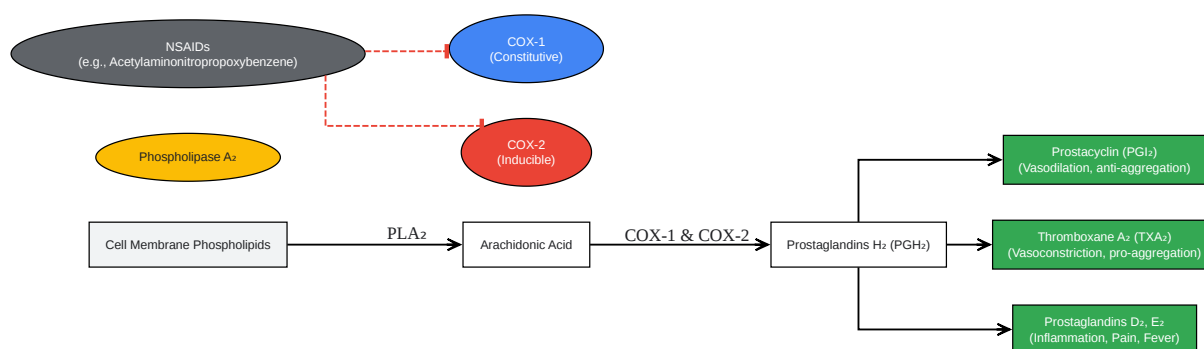 NSAIDs
(e.g., Acetylaminonitropropoxybenzene)
COX-1
(Constitutive)
Phospholipase A₂
COX-2
(Inducible)
Prostacyclin (PGI₂)
(Vasodilation, anti-aggregation)
Cell Membrane Phospholipids
PLA₂
Arachidonic Acid
COX-1 & COX-2
Prostaglandins H₂ (PGH₂)
Thromboxane A₂ (TXA₂)
(Vasoconstriction, pro-aggregation)
Prostaglandins D₂, E₂
(Inflammation, Pain, Fever)